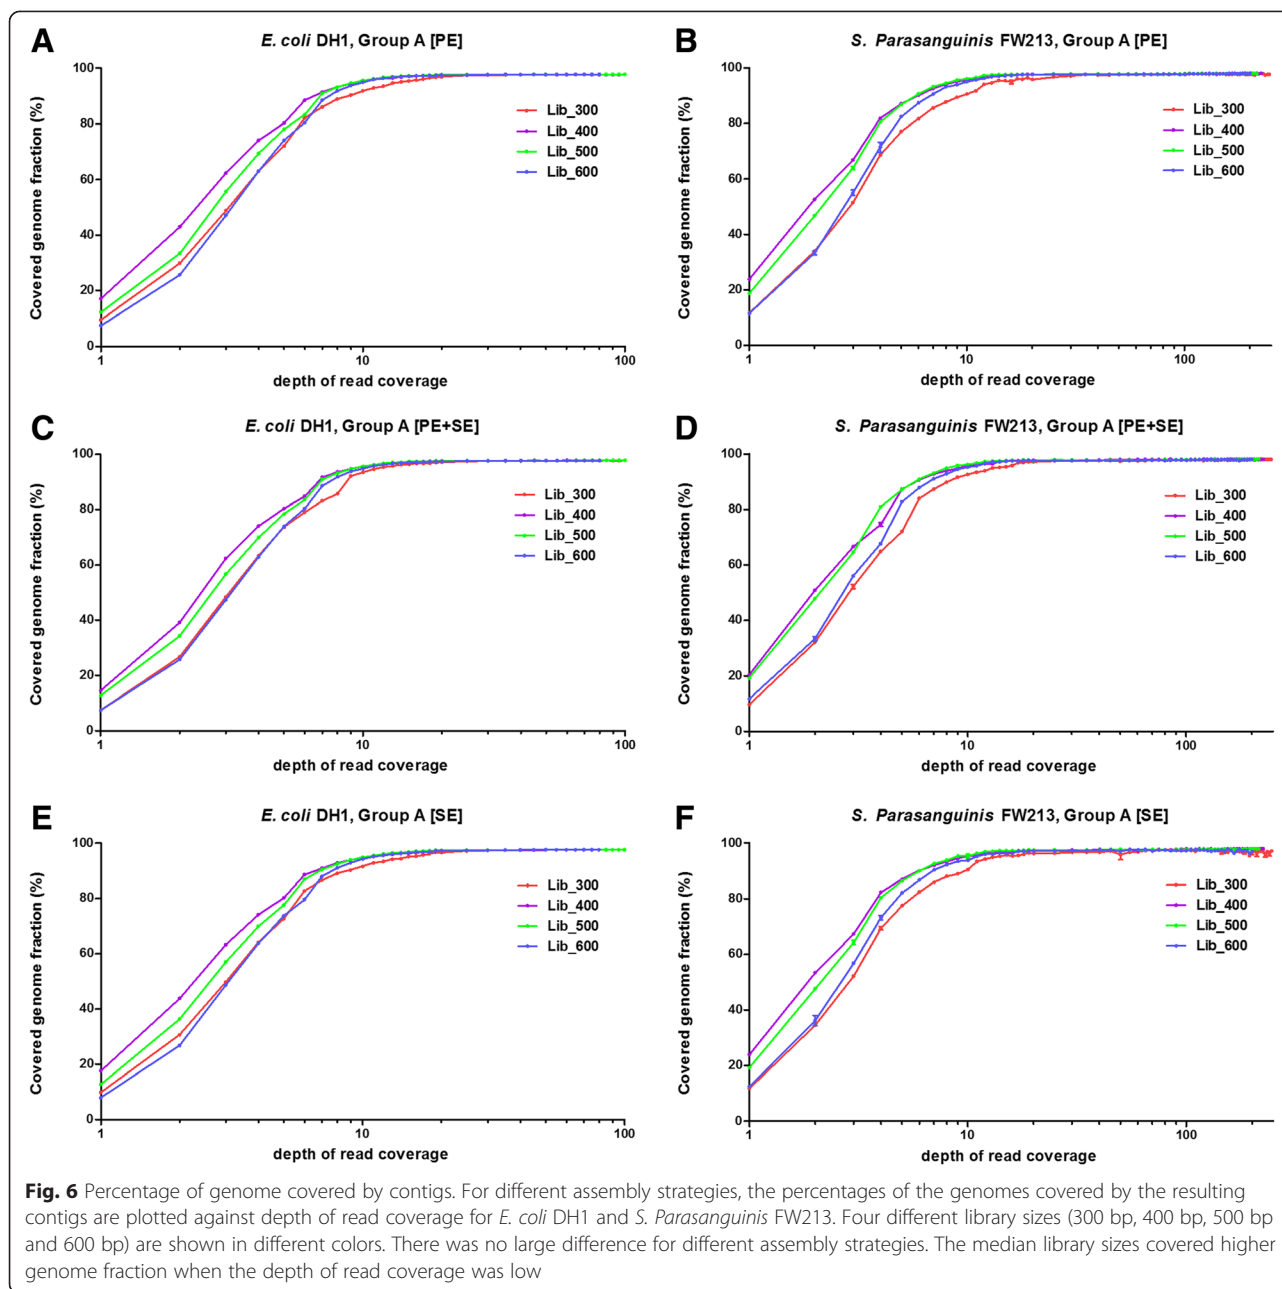 A
E. coli DH1, Group A [PE]
Covered genome fraction (%)
100
80
60
40
20
0
1
10
100
depth of read coverage
Lib_300
Lib_400
Lib_500
Lib_600
B
S. Parasanguinis FW213, Group A [PE]
Covered genome fraction (%)
100
80
60
40
20
0
1
10
100
depth of read coverage
Lib_300
Lib_400
Lib_500
Lib_600
C
E. coli DH1, Group A [PE+SE]
Covered genome fraction (%)
100
80
60
40
20
0
1
10
100
depth of read coverage
Lib_300
Lib_400
Lib_500
Lib_600
D
S. Parasanguinis FW213, Group A [PE+SE]
Covered genome fraction (%)
100
80
60
40
20
0
1
10
100
depth of read coverage
Lib_300
Lib_400
Lib_500
Lib_600
E
E. coli DH1, Group A [SE]
Covered genome fraction (%)
100
80
60
40
20
0
1
10
100
depth of read coverage
Lib_300
Lib_400
Lib_500
Lib_600
F
S. Parasanguinis FW213, Group A [SE]
Covered genome fraction (%)
100
80
60
40
20
0
1
10
100
depth of read coverage
Lib_300
Lib_400
Lib_500
Lib_600
Fig. 6 Percentage of genome covered by contigs. For different assembly strategies, the percentages of the genomes covered by the resulting
contigs are plotted against depth of read coverage for E. coli DH1 and S. Parasanguinis FW213. Four different library sizes (300 bp, 400 bp, 500 bp
and 600 bp) are shown in different colors. There was no large difference for different assembly strategies. The median library sizes covered higher
genome fraction when the depth of read coverage was low